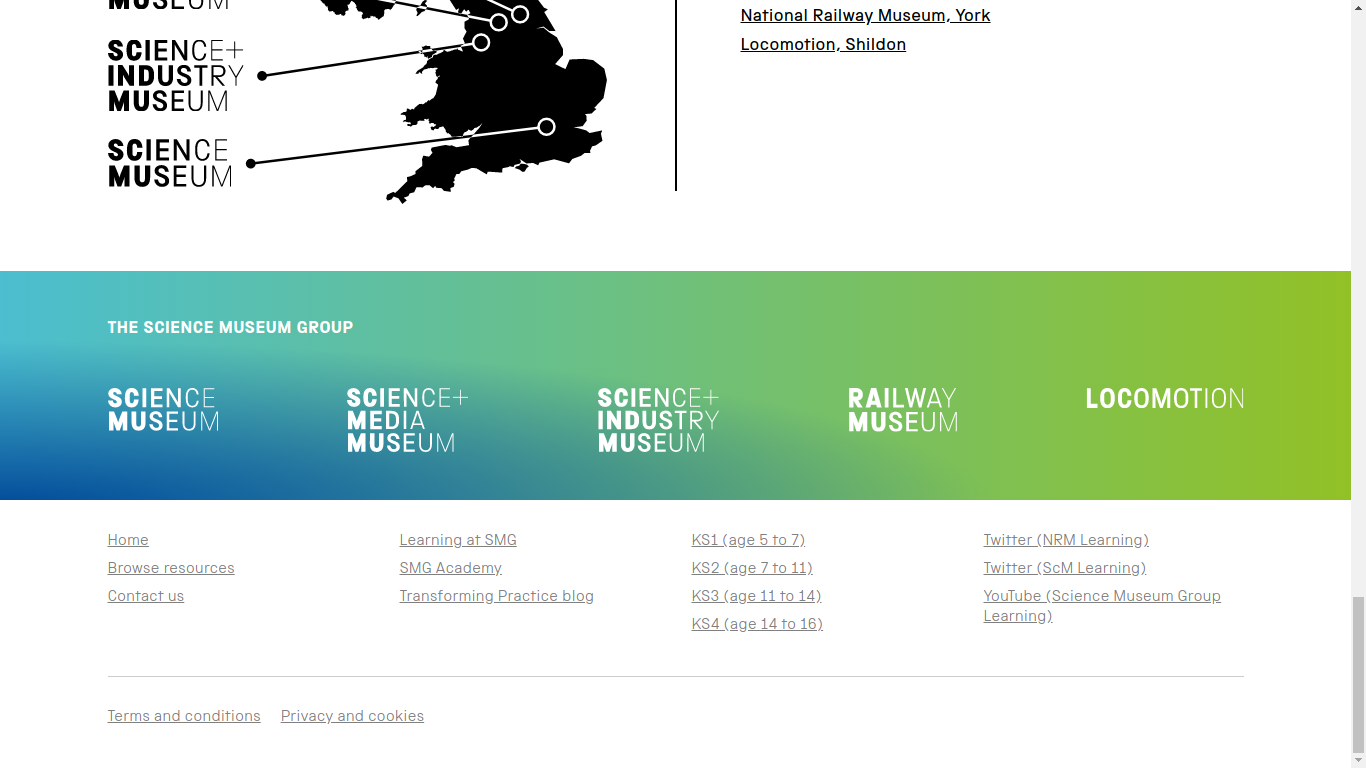 MUSEUM
SCIENCE+
INDUSTRY
MUSEUM
SCIENCE
MUSEUM
National Railway Museum, York
Locomotion, Shildon
THE SCIENCE MUSEUM GROUP
SCIENCE
MUSEUM
SCIENCE+
MEDIA
MUSEUM
SCIENCE+
INDUSTRY
MUSEUM
RAILWAY
MUSEUM
LOCOMOTION
Home
Browse resources
Contact us
Learning at SMG
SMG Academy
Transforming Practice blog
KS1 (age 5 to 7)
KS2 (age 7 to 11)
KS3 (age 11 to 14)
KS4 (age 14 to 16)
Twitter (NRM Learning)
Twitter (ScM Learning)
YouTube (Science Museum Group
Learning)
Terms and conditions
Privacy and cookies